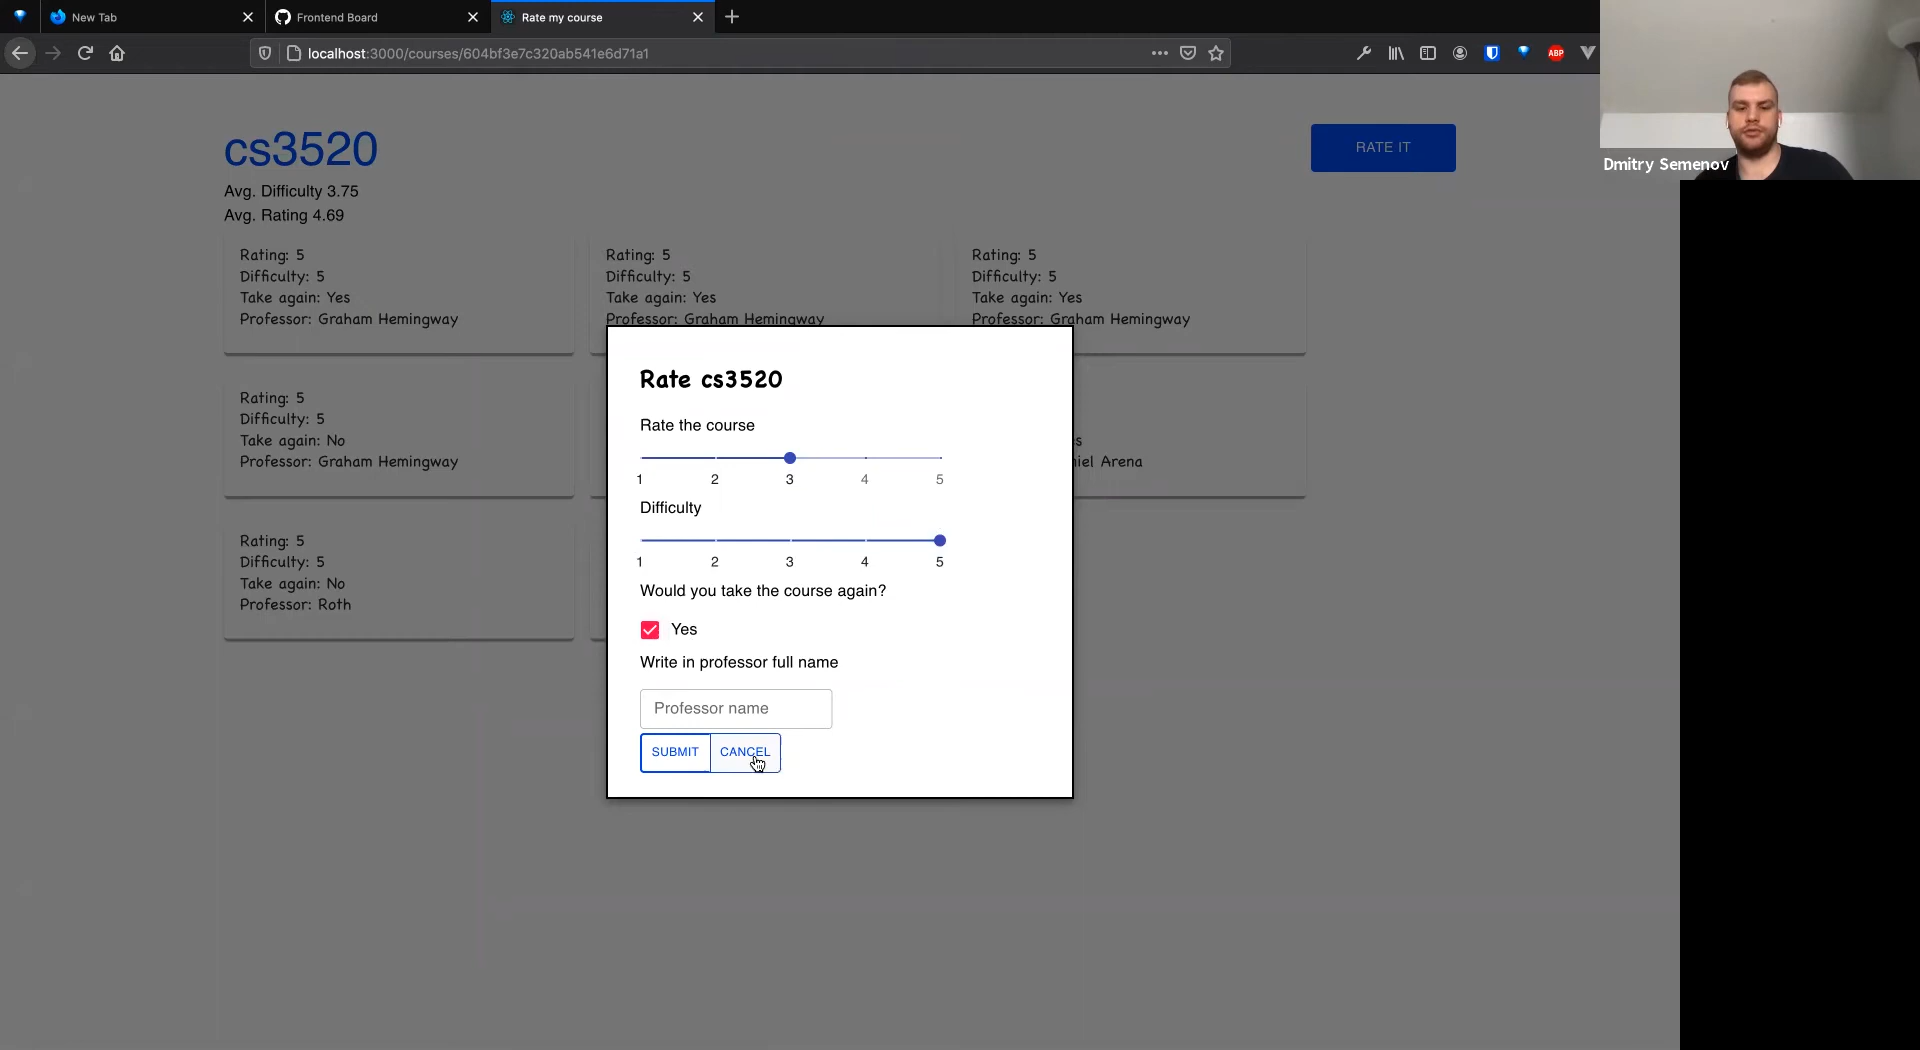 New Tab
Frontend Board
Rate my course
localhost:3000/courses/604bf3e7c320ab541e6d71a1
ABP
Dmitry Semenov
cs3520
RATE IT
Avg. Difficulty 3.75
Avg. Rating 4.69
Rating: 5
Difficulty: 5
Take again: Yes
Professor: Graham Hemingway
Rating: 5
Difficulty: 5
Take again: Yes
Professor: Graham Hemingway
Rating: 5
Difficulty: 5
Take again: Yes
Professor: Graham Hemingway
Rating: 5
Difficulty: 5
Take again: No
Professor: Graham Hemingway
s
niel Arena
Rating: 5
Difficulty: 5
Take again: No
Professor: Roth
Rate cs3520
Rate the course
1 2 3 4 5
Difficulty
1 2 3 4 5
Would you take the course again?
Yes
Write in professor full name
Professor name
SUBMIT CANCEL